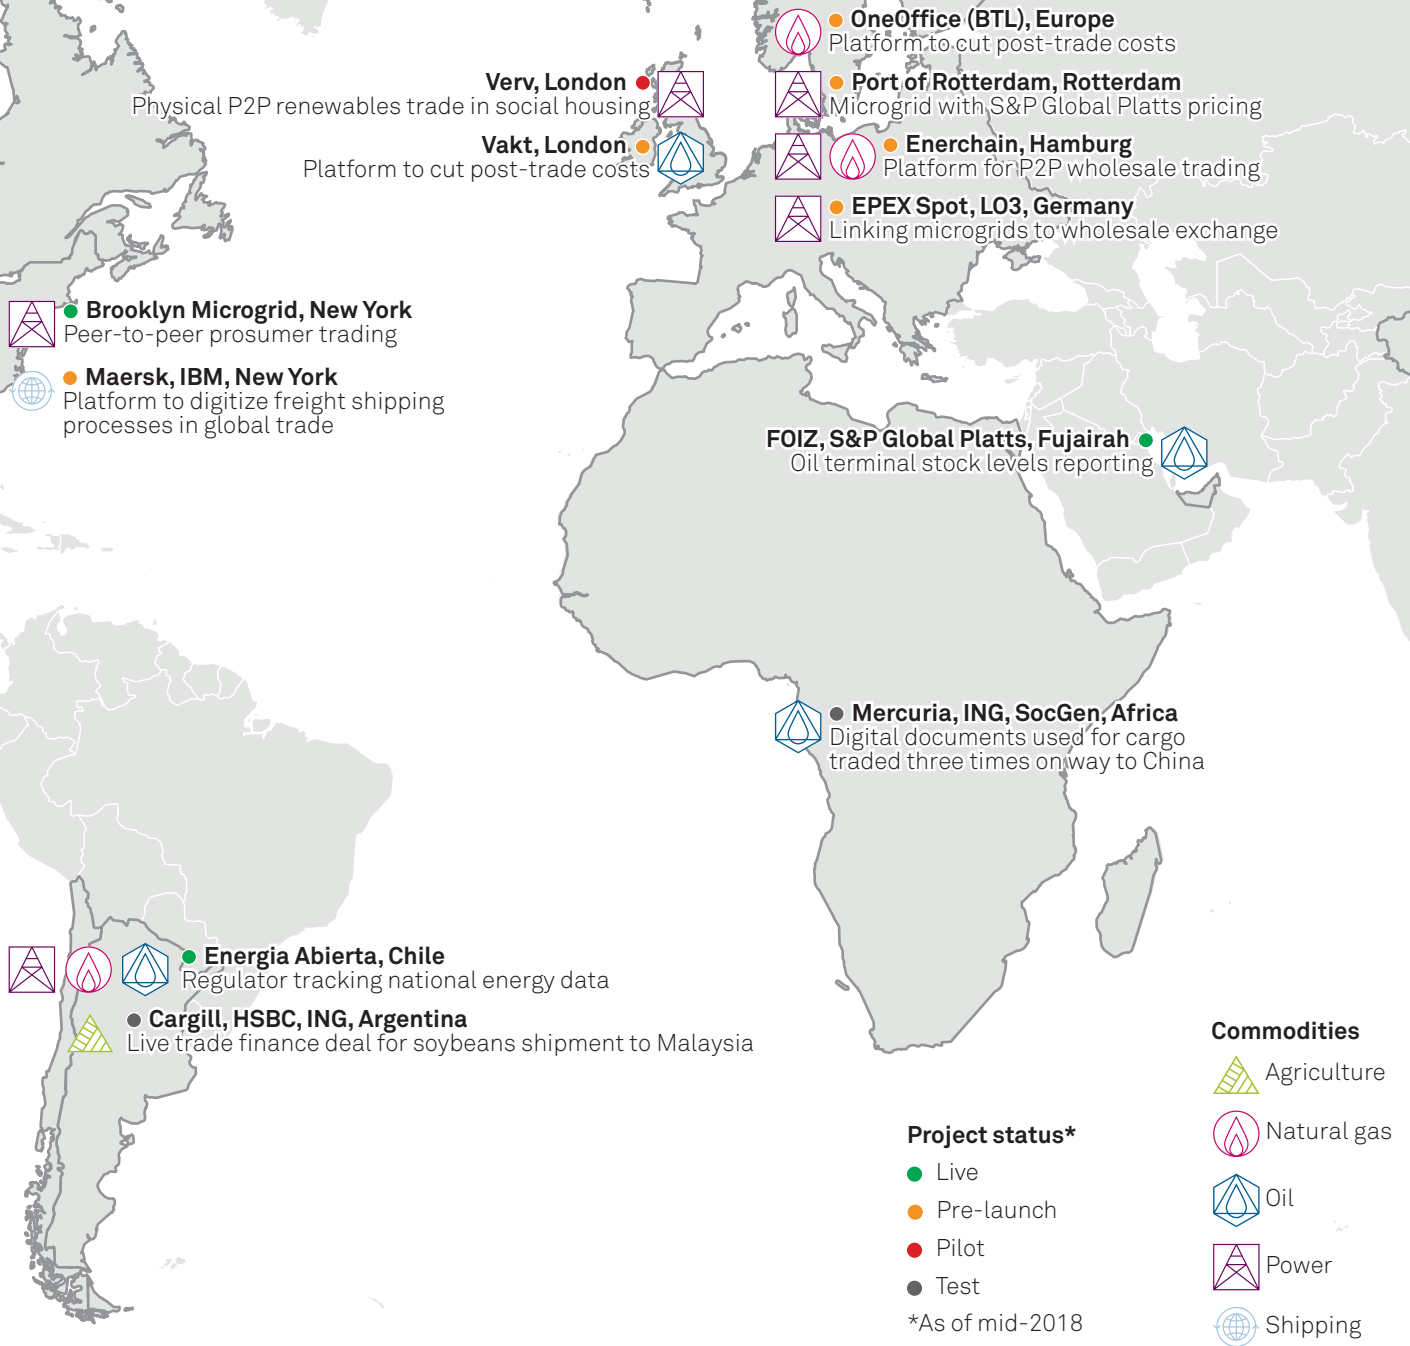 OneOffice (BTL), Europe
Platform to cut post-trade costs
Verv, London
Physical P2P renewables trade in social housing
Port of Rotterdam, Rotterdam
Microgrid with S&P Global Platts pricing
Vakt, London
Platform to cut post-trade costs
Enerchain, Hamburg
Platform for P2P wholesale trading
EPEX Spot, LO3, Germany
Linking microgrids to wholesale exchange
Brooklyn Microgrid, New York
Peer-to-peer prosumer trading
Maersk, IBM, New York
Platform to digitize freight shipping
processes in global trade
FOIZ, S&P Global Platts, Fujairah
Oil terminal stock levels reporting
Mercuria, ING, SocGen, Africa
Digital documents used for cargo
traded three times on way to China
Energia Abierta, Chile
Regulator tracking national energy data
Cargill, HSBC, ING, Argentina
Live trade finance deal for soybeans shipment to Malaysia
Project status*
Live
Pre-launch
Pilot
Test
*As of mid-2018
Commodities
Agriculture
Natural gas
Oil
Power
Shipping